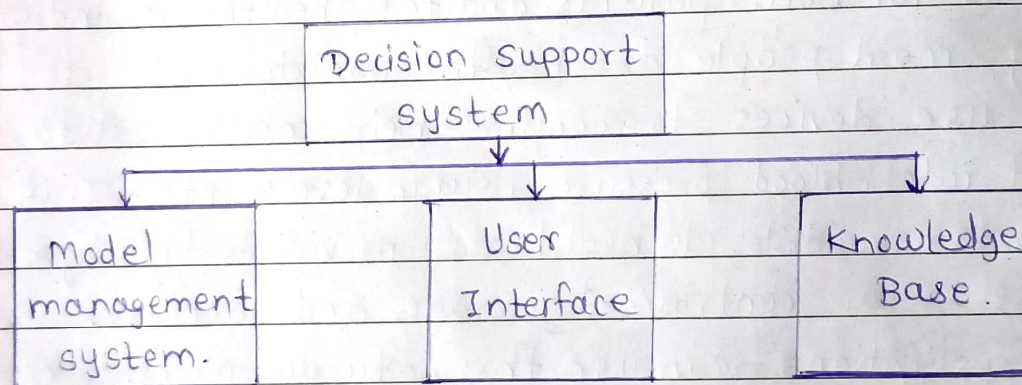 Decision Support
system
Model
management
system.
User
Interface
Knowledge
Base.